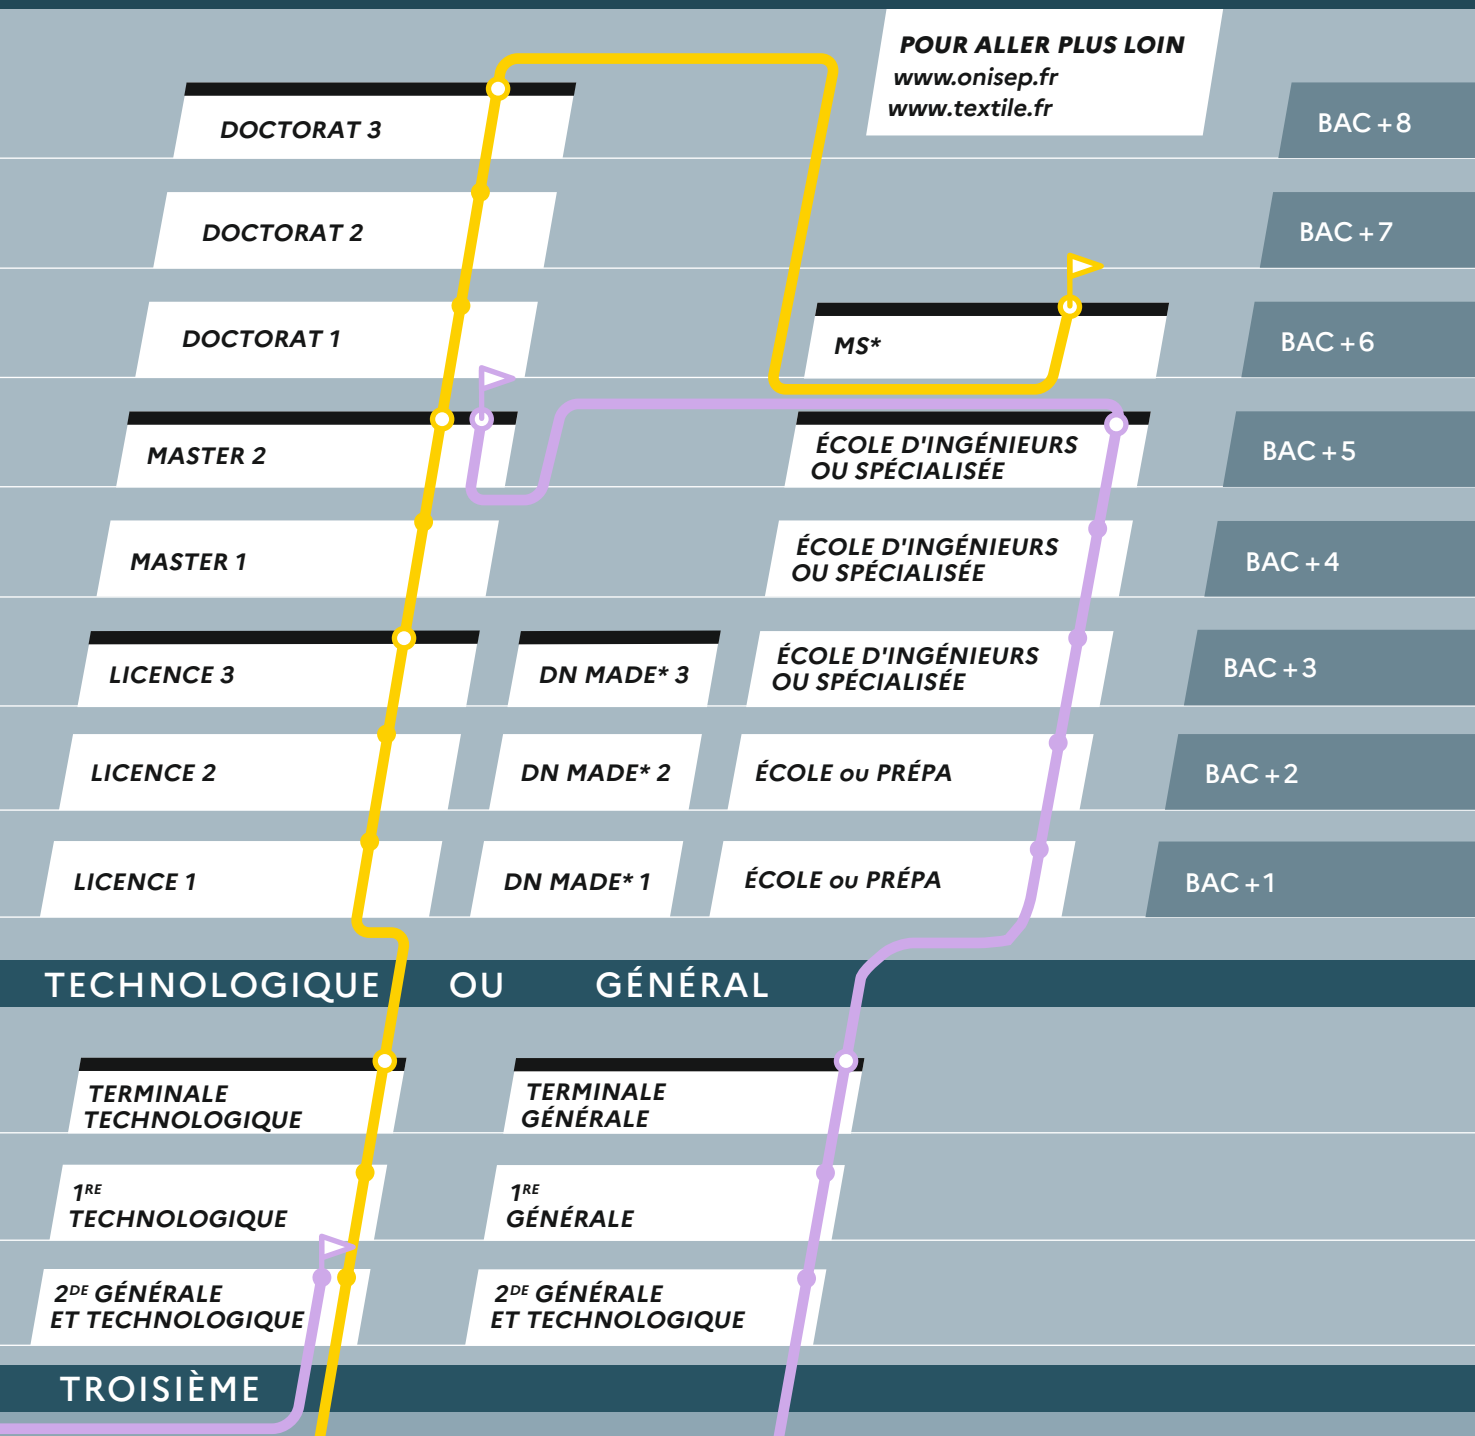 POUR ALLER PLUS LOIN
www.onisep.fr
www.textile.fr
DOCTORAT 3
BAC +8
DOCTORAT 2
BAC +7
DOCTORAT 1
MS*
BAC +6
MASTER 2
ÉCOLE D'INGÉNIEURS
OU SPÉCIALISÉE
BAC +5
MASTER 1
ÉCOLE D'INGÉNIEURS
OU SPÉCIALISÉE
BAC +4
LICENCE 3
DN MADE* 3
ÉCOLE D'INGÉNIEURS
OU SPÉCIALISÉE
BAC +3
LICENCE 2
DN MADE* 2
ÉCOLE ou PRÉPA
BAC +2
LICENCE 1
DN MADE* 1
ÉCOLE ou PRÉPA
BAC +1
TECHNOLOGIQUE OU GÉNÉRAL
TERMINALE
TECHNOLOGIQUE
TERMINALE
GÉNÉRALE
1RE
TECHNOLOGIQUE
1RE
GÉNÉRALE
2DE GÉNÉRALE
ET TECHNOLOGIQUE
2DE GÉNÉRALE
ET TECHNOLOGIQUE
TROISIÈME